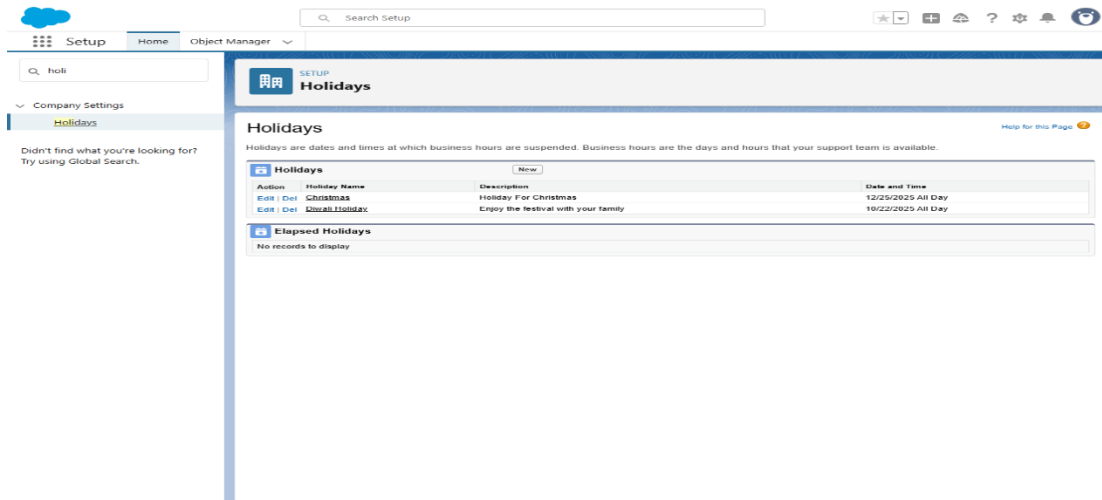 Search Setup
Setup Home Object Manager
holi
Company Settings
Holidays
Didn't find what you're looking for?
Try using Global Search.
SETUP
Holidays
Holidays
Help for this Page
Holidays are dates and times at which business hours are suspended. Business hours are the days and hours that your support team is available.
Holidays New
Action Holiday Name Description Date and Time
Edit | Del Christmas Holiday For Christmas 12/25/2025 All Day
Edit | Del Diwali Holiday Enjoy the festival with your family 10/22/2025 All Day
Elapsed Holidays
No records to display